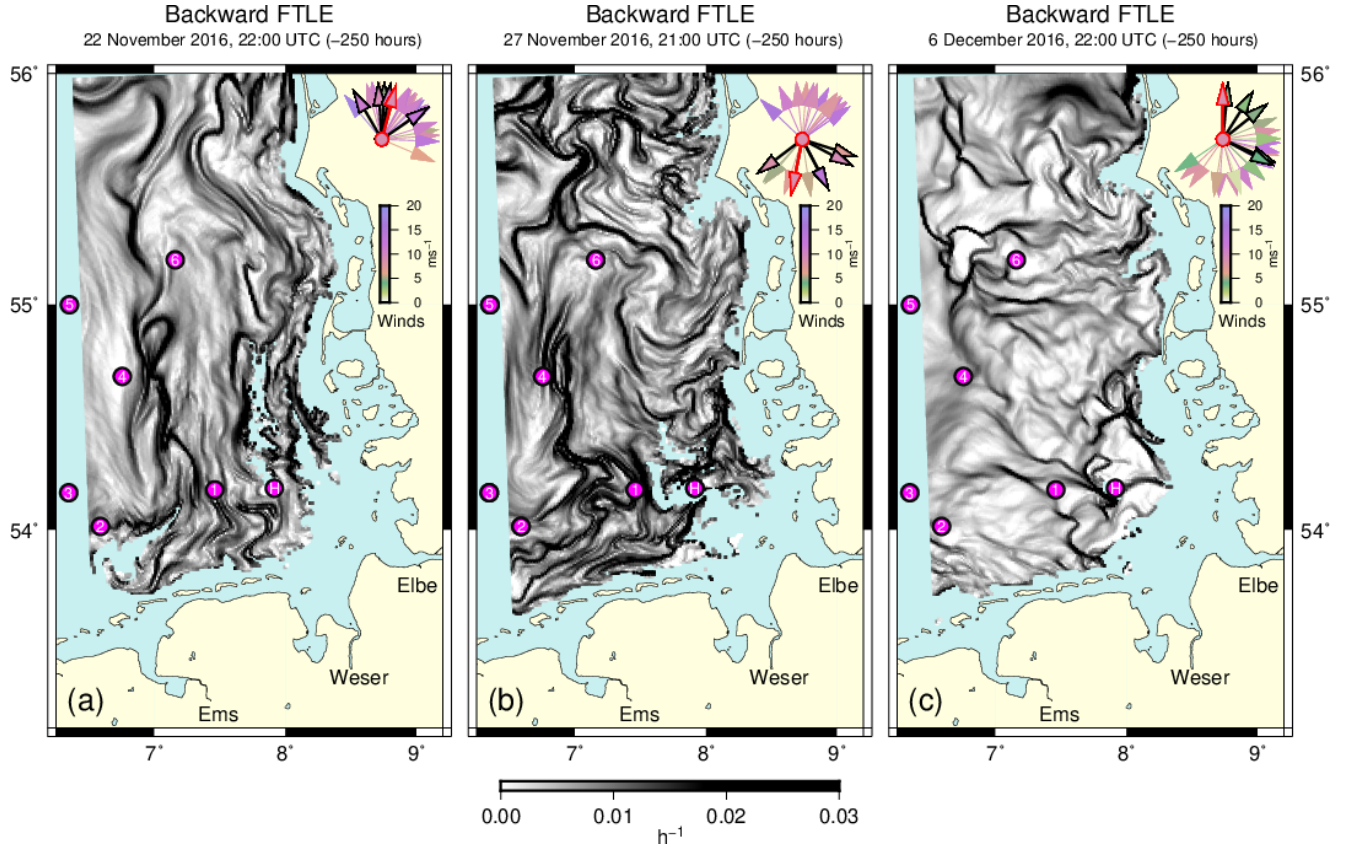 Backward FTLE
22 November 2016, 22:00 UTC (−250 hours)
Backward FTLE
27 November 2016, 21:00 UTC (−250 hours)
Backward FTLE
6 December 2016, 22:00 UTC (−250 hours)
56˚
55˚
54˚
20
15
10
5
0
ms⁻¹
Winds
6
5
4
3
2
1
H
Elbe
Weser
Ems
(a)
7˚
8˚
9˚
20
15
10
5
0
ms⁻¹
Winds
6
5
4
3
2
1
H
Elbe
Weser
Ems
(b)
7˚
8˚
9˚
20
15
10
5
0
ms⁻¹
Winds
6
5
4
3
2
1
H
Elbe
Weser
Ems
(c)
7˚
8˚
9˚
56˚
55˚
54˚
0.00
0.01
0.02
0.03
h⁻¹